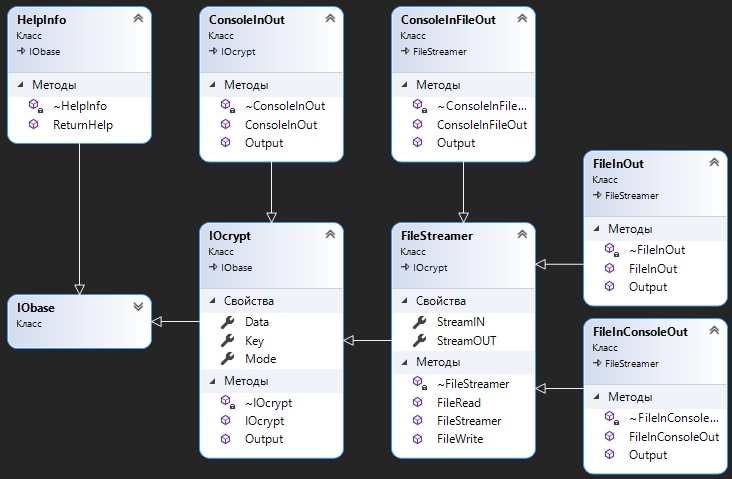 HelpInfo
Класс
IObase
Методы
~HelpInfo
ReturnHelp
ConsoleInOut
Класс
IOcrypt
Методы
~ConsoleInOut
ConsoleInOut
Output
ConsoleInFileOut
Класс
FileStreamer
Методы
~ConsoleInFile...
ConsoleInFileOut
Output
FileInOut
Класс
FileStreamer
Методы
~FileInOut
FileInOut
Output
IObase
Класс
IOcrypt
Класс
IObase
Свойства
Data
Key
Mode
Методы
~IOcrypt
IOcrypt
Output
FileStreamer
Класс
IOcrypt
Свойства
StreamIN
StreamOUT
Методы
~FileStreamer
FileRead
FileStreamer
FileWrite
FileInConsoleOut
Класс
FileStreamer
Методы
~FileInConsole...
FileInConsoleOut
Output